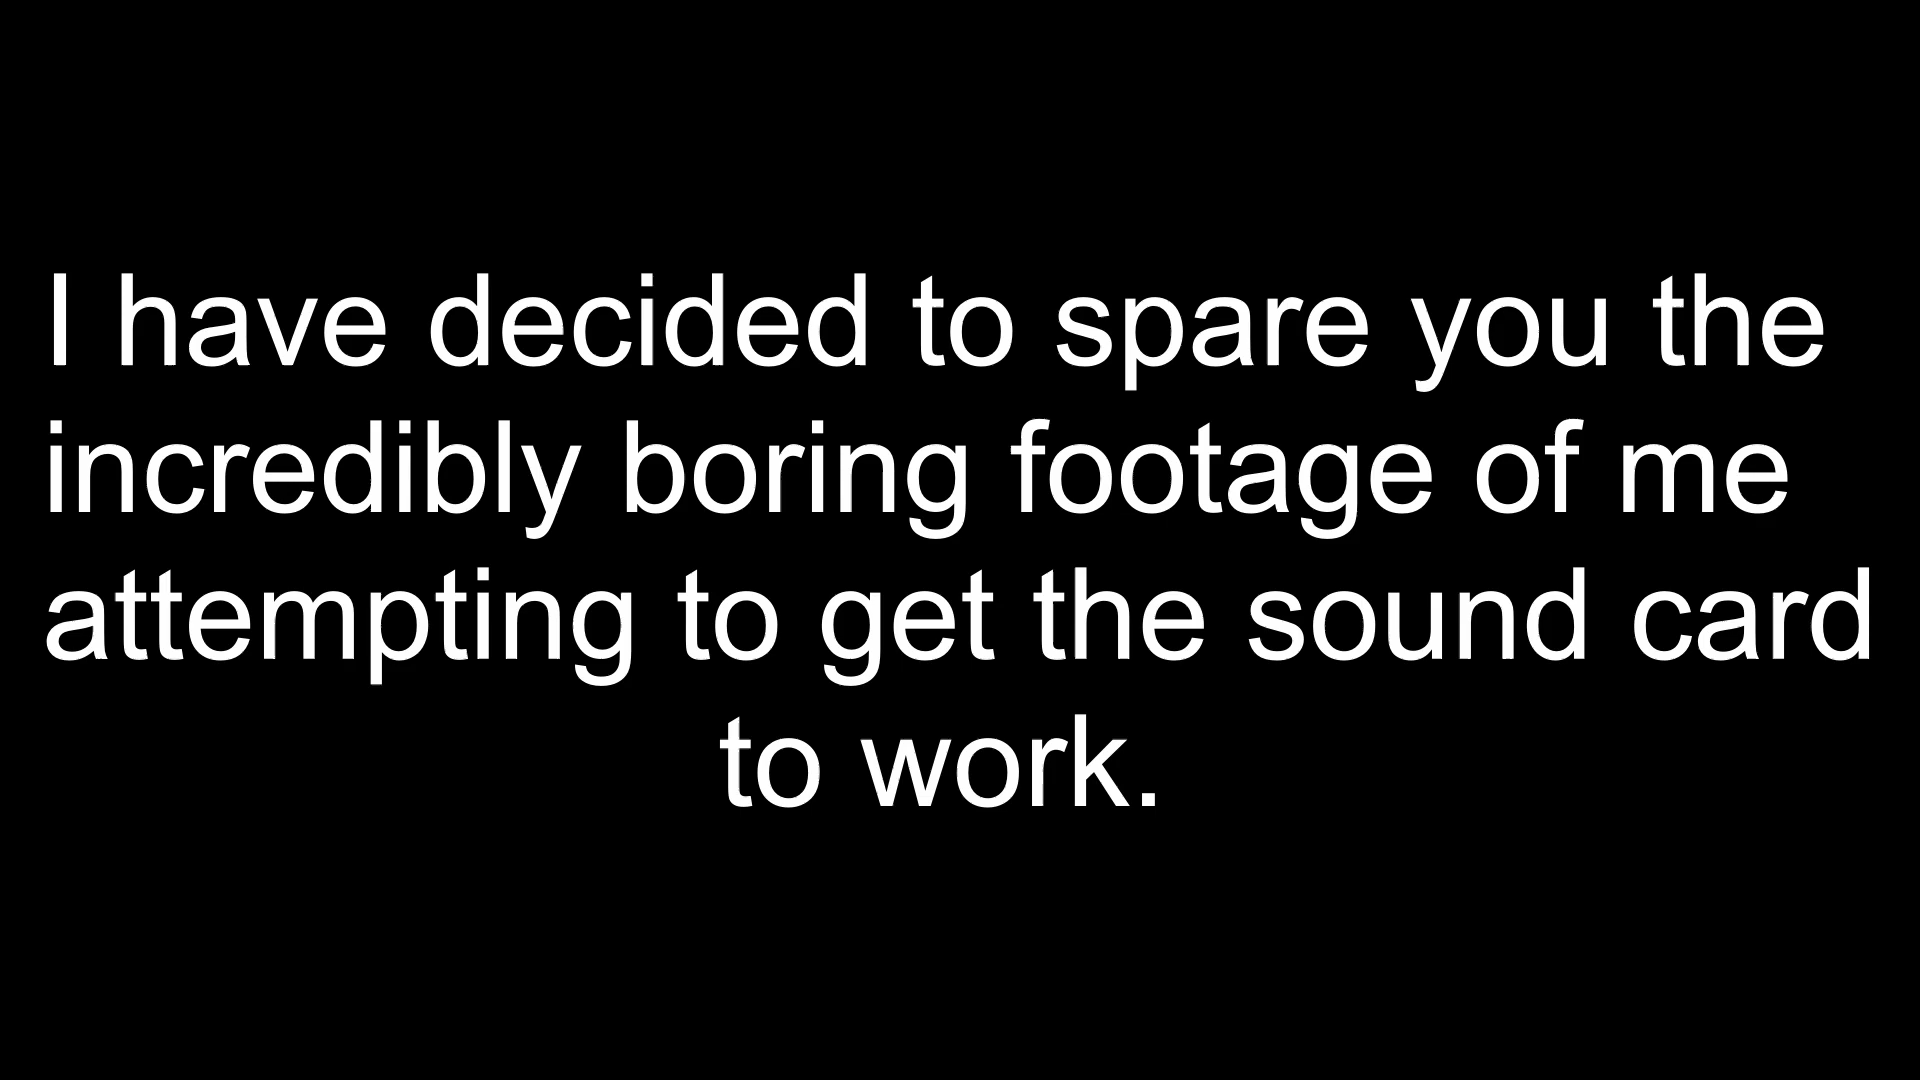 I have decided to spare you the
incredibly boring footage of me
attempting to get the sound card
to work.